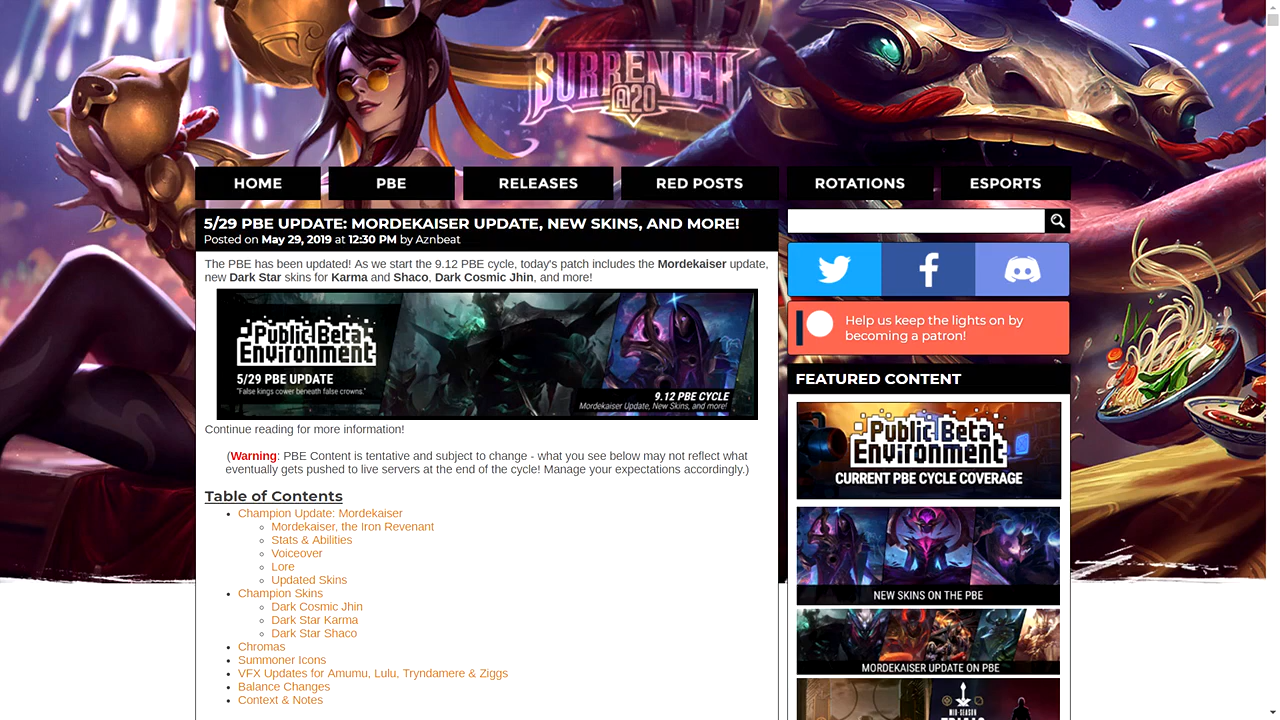 SURRENDER
@20
HOME
PBE
RELEASES
RED POSTS
ROTATIONS
ESPORTS
5/29 PBE UPDATE: MORDEKAISER UPDATE, NEW SKINS, AND MORE!
Posted on May 29, 2019 at 12:30 PM by Aznbeat
The PBE has been updated! As we start the 9.12 PBE cycle, today's patch includes the Mordekaiser update,
new Dark Star skins for Karma and Shaco, Dark Cosmic Jhin, and more!
Public Beta
Environment
5/29 PBE UPDATE
"False kings cower beneath false crowns."
9.12 PBE CYCLE
Mordekaiser Update, New Skins, and more!
Continue reading for more information!
(Warning: PBE Content is tentative and subject to change - what you see below may not reflect what
eventually gets pushed to live servers at the end of the cycle! Manage your expectations accordingly.)
Table of Contents
Champion Update: Mordekaiser
Mordekaiser, the Iron Revenant
Stats & Abilities
Voiceover
Lore
Updated Skins
Champion Skins
Dark Cosmic Jhin
Dark Star Karma
Dark Star Shaco
Chromas
Summoner Icons
VFX Updates for Amumu, Lulu, Tryndamere & Ziggs
Balance Changes
Context & Notes
Help us keep the lights on by
becoming a patron!
FEATURED CONTENT
Public Beta
Environment
CURRENT PBE CYCLE COVERAGE
NEW SKINS ON THE PBE
MORDEKAISER UPDATE ON PBE
MID-SEASON